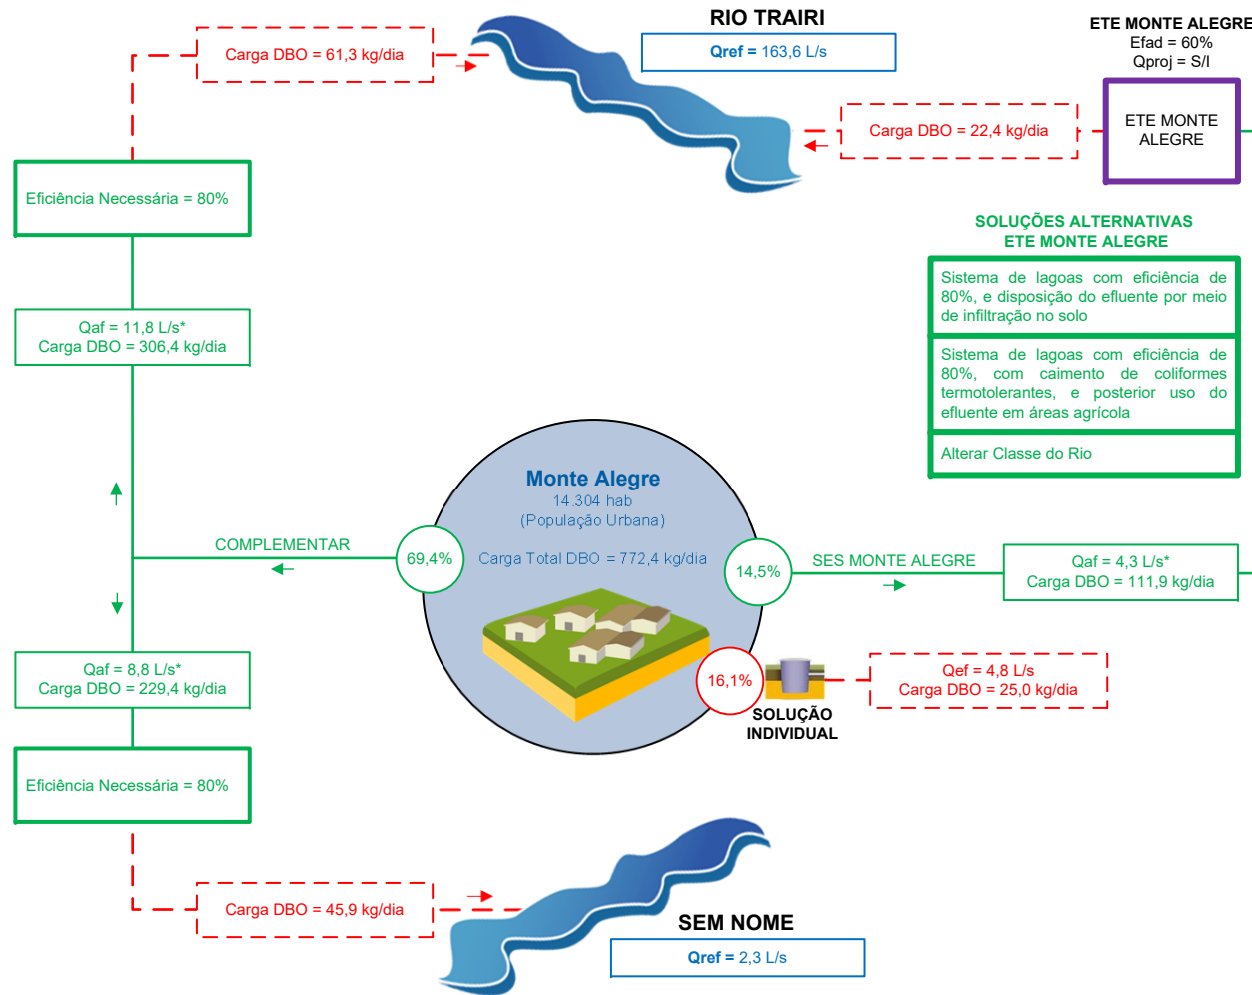 RIO TRAIRI
Qref = 163,6 L/s
Carga DBO = 61,3 kg/dia
ETE MONTE ALEGRE
Efad = 60%
Qproj = S/I
ETE MONTE
ALEGRE
Carga DBO = 22,4 kg/dia
Eficiência Necessária = 80%
SOLUÇÕES ALTERNATIVAS
ETE MONTE ALEGRE
Sistema de lagoas com eficiência de
80%, e disposição do efluente por meio
de infiltração no solo
Sistema de lagoas com eficiência de
80%, com caimento de coliformes
termotolerantes, e posterior uso do
efluente em áreas agrícola
Alterar Classe do Rio
Qaf = 11,8 L/s*
Carga DBO = 306,4 kg/dia
Monte Alegre
14.304 hab
(População Urbana)
Carga Total DBO = 772,4 kg/dia
COMPLEMENTAR
69,4%
14,5%
SES MONTE ALEGRE
Qaf = 4,3 L/s*
Carga DBO = 111,9 kg/dia
Qaf = 8,8 L/s*
Carga DBO = 229,4 kg/dia
16,1%
SOLUÇÃO
INDIVIDUAL
Qef = 4,8 L/s
Carga DBO = 25,0 kg/dia
Eficiência Necessária = 80%
Carga DBO = 45,9 kg/dia
SEM NOME
Qref = 2,3 L/s